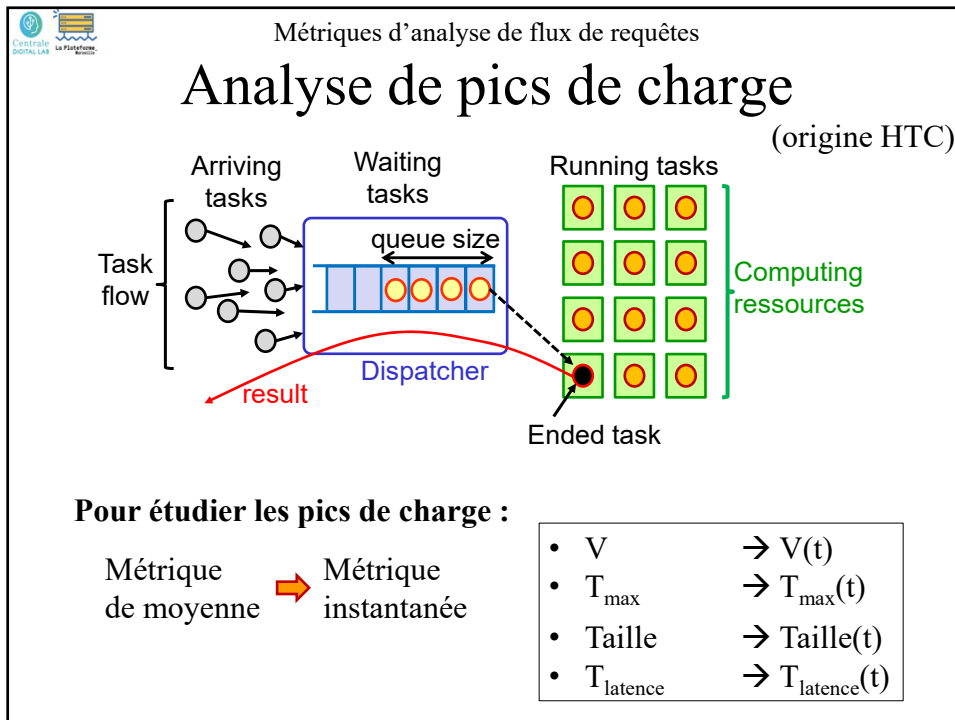 Centrale
DIGITAL LAB
La Plateforme_
Marseille
Métriques d’analyse de flux de requêtes
Analyse de pics de charge
(origine HTC)
Arriving
tasks
Waiting
tasks
Running tasks
Task
flow
queue size
Computing
ressources
Dispatcher
result
Ended task
Pour étudier les pics de charge :
Métrique
de moyenne
Métrique
instantanée
• V → V(t)
• Tmax → Tmax(t)
• Taille → Taille(t)
• Tlatence → Tlatence(t)